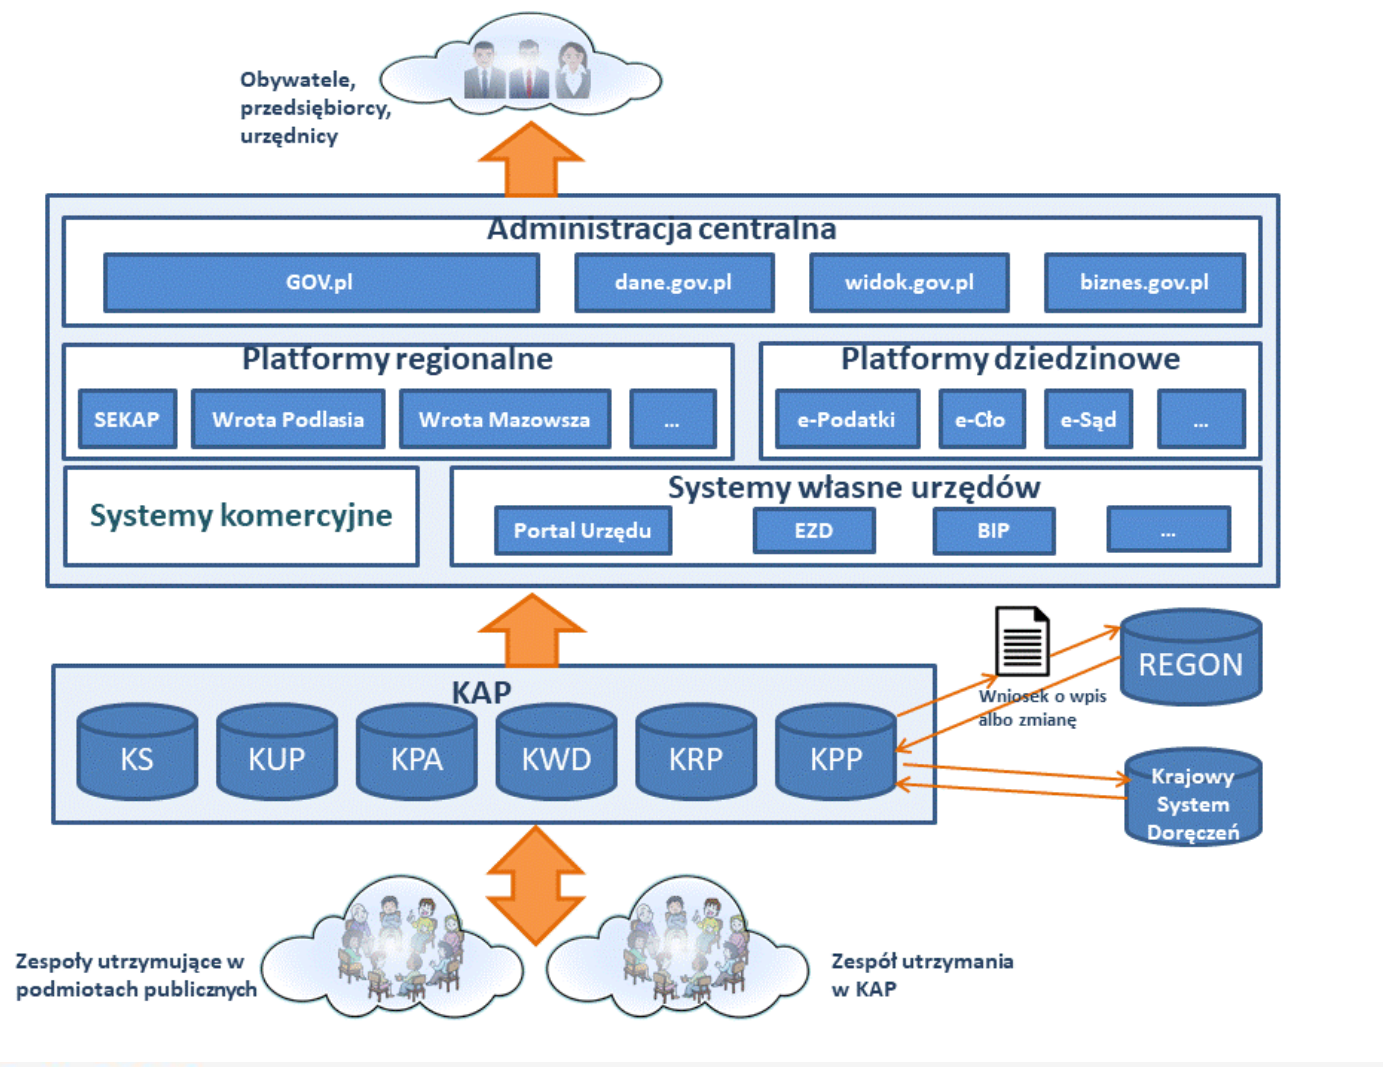 Obywatele,
przedsiębiorcy,
urzędnicy
Administracja centralna
GOV.pl
dane.gov.pl
widok.gov.pl
biznes.gov.pl
Platformy regionalne
SEKAP
Wrota Podlasia
Wrota Mazowsza
...
Platformy dziedzinowe
e-Podatki
e-Cło
e-Sąd
...
Systemy komercyjne
Systemy własne urzędów
Portal Urzędu
EZD
BIP
...
KAP
KS
KUP
KPA
KWD
KRP
KPP
Wniosek o wpis
albo zmianę
REGON
Krajowy
System
Doręczeń
Zespoły utrzymujące w
podmiotach publicznych
Zespół utrzymania
w KAP